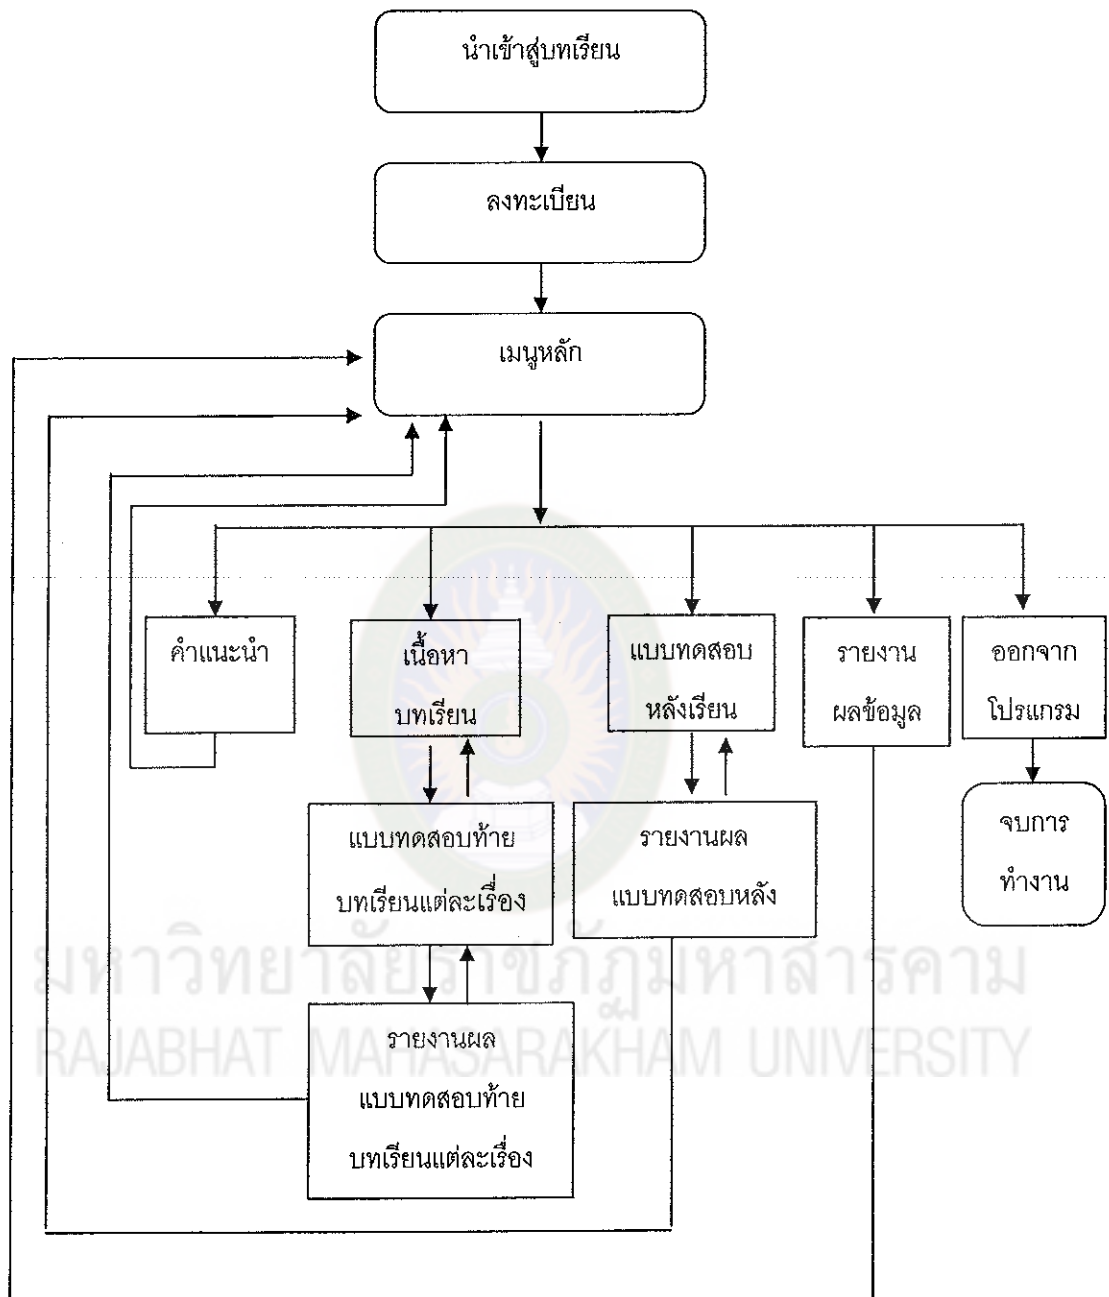 นำเข้าสู่บทเรียน
ลงทะเบียน
เมนูหลัก
คำแนะนำ
เนื้อหา
บทเรียน
แบบทดสอบ
หลังเรียน
รายงาน
ผลข้อมูล
ออกจาก
โปรแกรม
แบบทดสอบท้าย
บทเรียนแต่ละเรื่อง
รายงานผล
แบบทดสอบหลัง
จบการ
ทำงาน
รายงานผล
แบบทดสอบท้าย
บทเรียนแต่ละเรื่อง
มหาวิทยาลัยราชภัฏมหาสารคาม
RAJABHAT MAHASARAKHAM UNIVERSITY